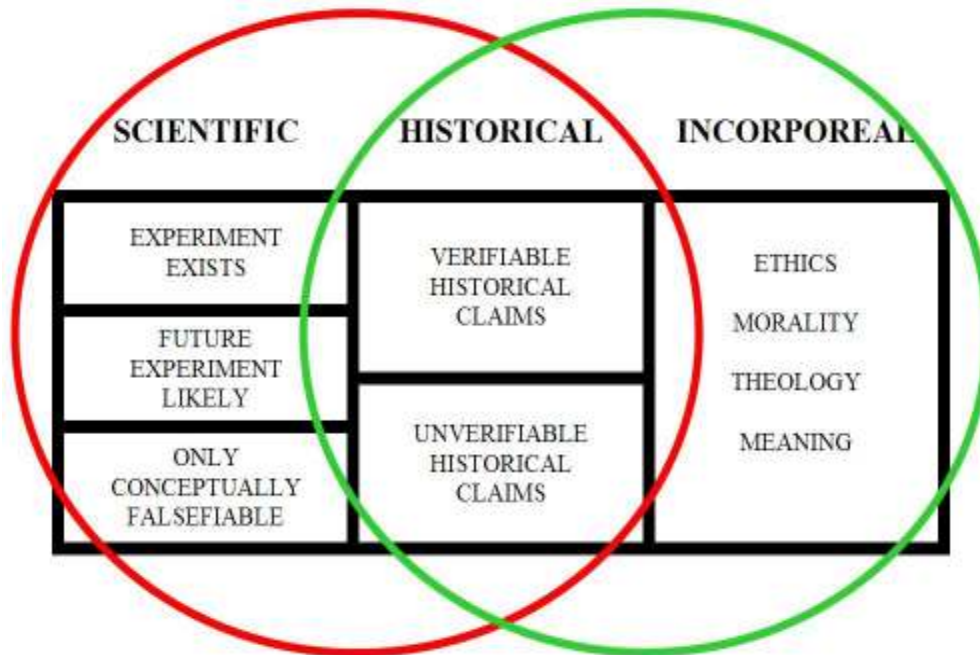 SCIENTIFIC
HISTORICAL
INCORPOREAL
EXPERIMENT
EXISTS
FUTURE
EXPERIMENT
LIKELY
ONLY
CONCEPTUALLY
FALSEFIABLE
VERIFIABLE
HISTORICAL
CLAIMS
UNVERIFIABLE
HISTORICAL
CLAIMS
ETHICS
MORALITY
THEOLOGY
MEANING